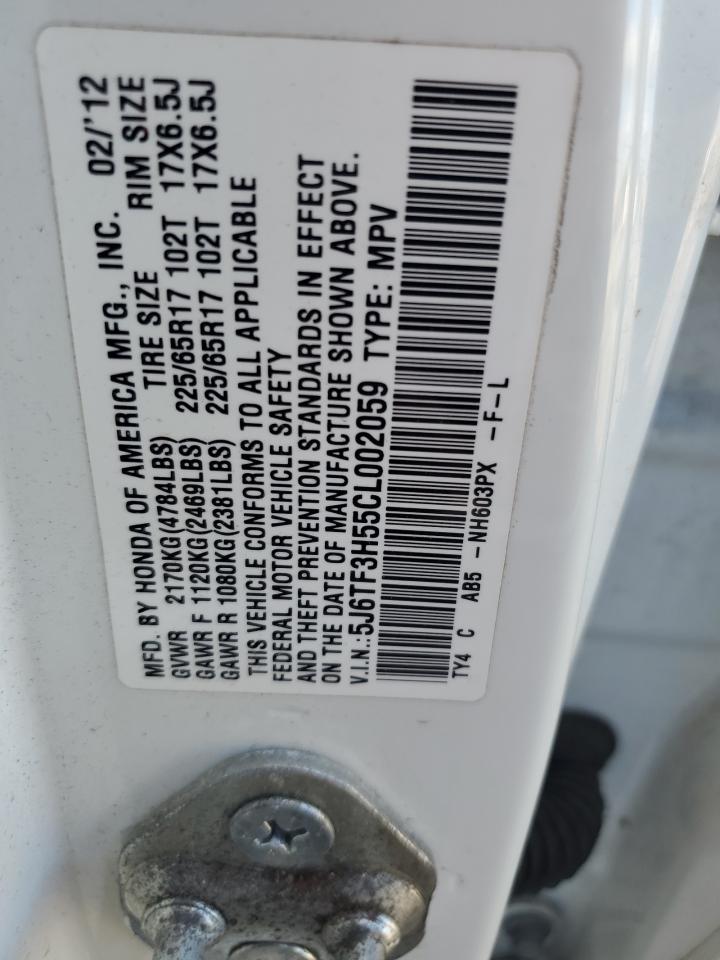 MFD. BY HONDA OF AMERICA MFG., INC. 02/'12
GVWR 2170KG(4784LBS) TIRE SIZE RIM SIZE
GAWR F 1120KG(2469LBS) 225/65R17 102T 17X6.5J
GAWR R 1080KG(2381LBS) 225/65R17 102T 17X6.5J
THIS VEHICLE CONFORMS TO ALL APPLICABLE
FEDERAL MOTOR VEHICLE SAFETY
AND THEFT PREVENTION STANDARDS IN EFFECT
ON THE DATE OF MANUFACTURE SHOWN ABOVE.
V.I.N.:5J6TF3H55CL002059 TYPE: MPV
TY4 C AB5 -NH603PX -F-L